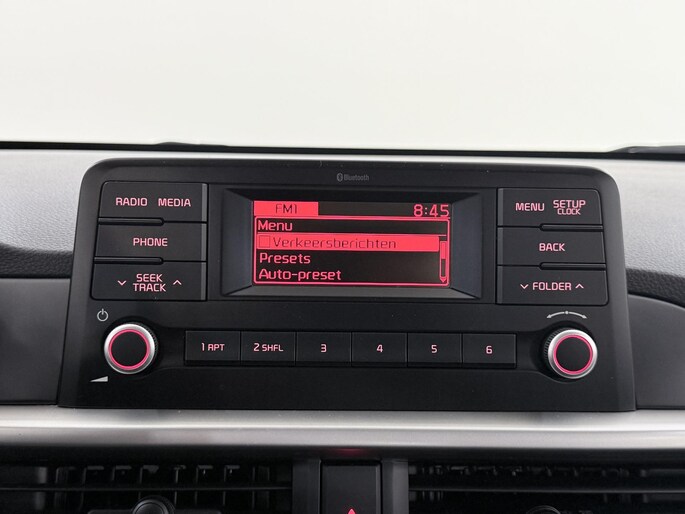 Bluetooth
RADIO MEDIA
PHONE
SEEK
TRACK
FM1 8:45
Menu
Verkeersberichten
Presets
Auto-preset
MENU SETUP
CLOCK
BACK
FOLDER
1 RPT 2 SHFL 3 4 5 6